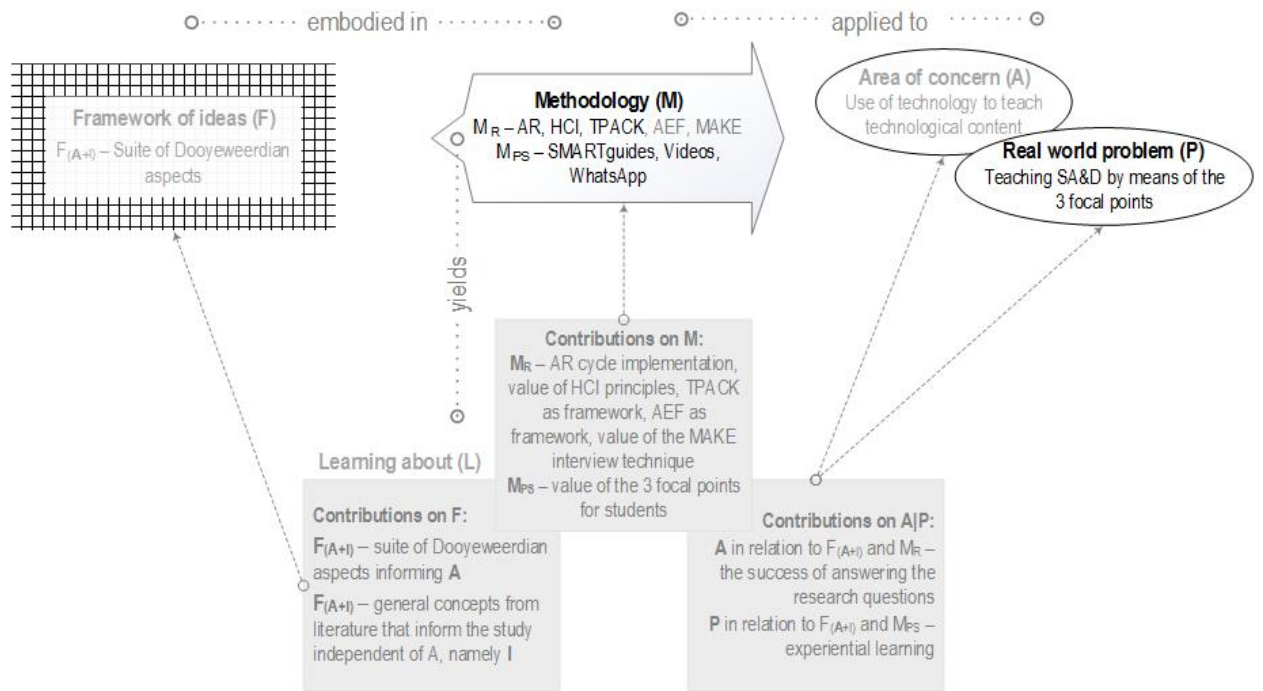 embodied in
applied to
Framework of ideas (F)
F(A+I) – Suite of Dooyeweerdian
aspects
Methodology (M)
MR – AR, HCI, TPACK, AEF, MAKE
MPS – SMARTguides, Videos,
WhatsApp
Area of concern (A)
Use of technology to teach
technological content
Real world problem (P)
Teaching SA&D by means of the
3 focal points
yields
Contributions on M:
MR – AR cycle implementation,
value of HCI principles, TPACK
as framework, AEF as
framework, value of the MAKE
interview technique
MPS – value of the 3 focal points
for students
Learning about (L)
Contributions on F:
F(A+I) – suite of Dooyeweerdian
aspects informing A
F(A+I) – general concepts from
literature that inform the study
independent of A, namely I
Contributions on A|P:
A in relation to F(A+I) and MR –
the success of answering the
research questions
P in relation to F(A+I) and MPS –
experiential learning